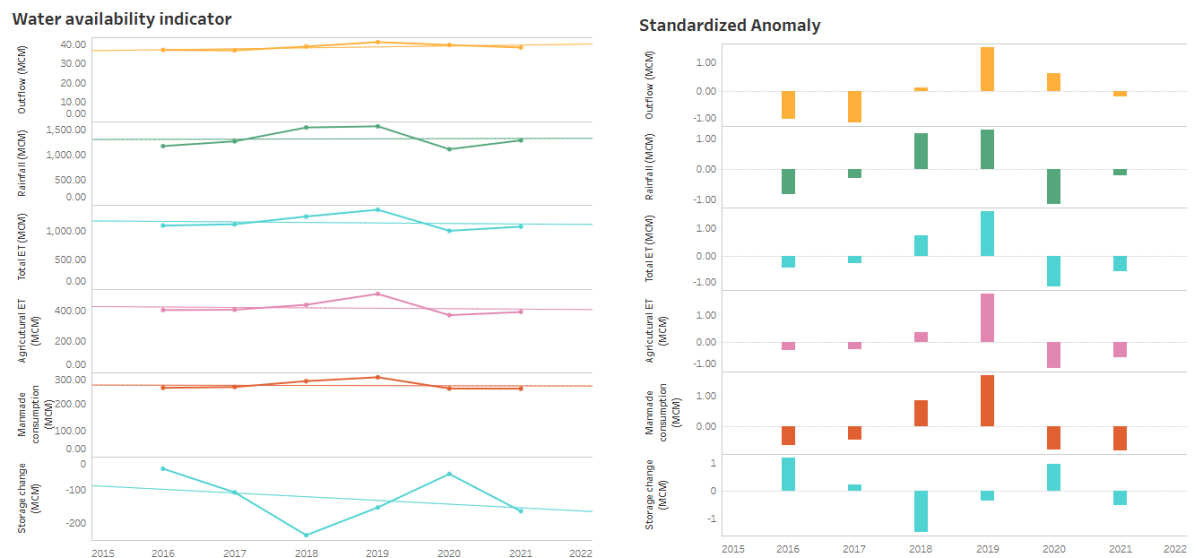 Water availability indicator
Outflow (MCM)
40.00
30.00
20.00
10.00
0.00
Rainfall (MCM)
1,500.00
1,000.00
500.00
0.00
Total ET (MCM)
1,000.00
500.00
0.00
Agricutural ET
(MCM)
400.00
200.00
0.00
Manmade
consumption
(MCM)
300.00
200.00
100.00
0.00
Storage change
(MCM)
0
-100
-200
2015 2016 2017 2018 2019 2020 2021 2022
Standardized Anomaly
Outflow (MCM)
1.00
0.00
-1.00
Rainfall (MCM)
1.00
0.00
-1.00
Total ET (MCM)
1.00
0.00
-1.00
Agricutural ET
(MCM)
1.00
0.00
-1.00
Manmade
consumption
(MCM)
1.00
0.00
Storage change
(MCM)
1
0
-1
2015 2016 2017 2018 2019 2020 2021 2022